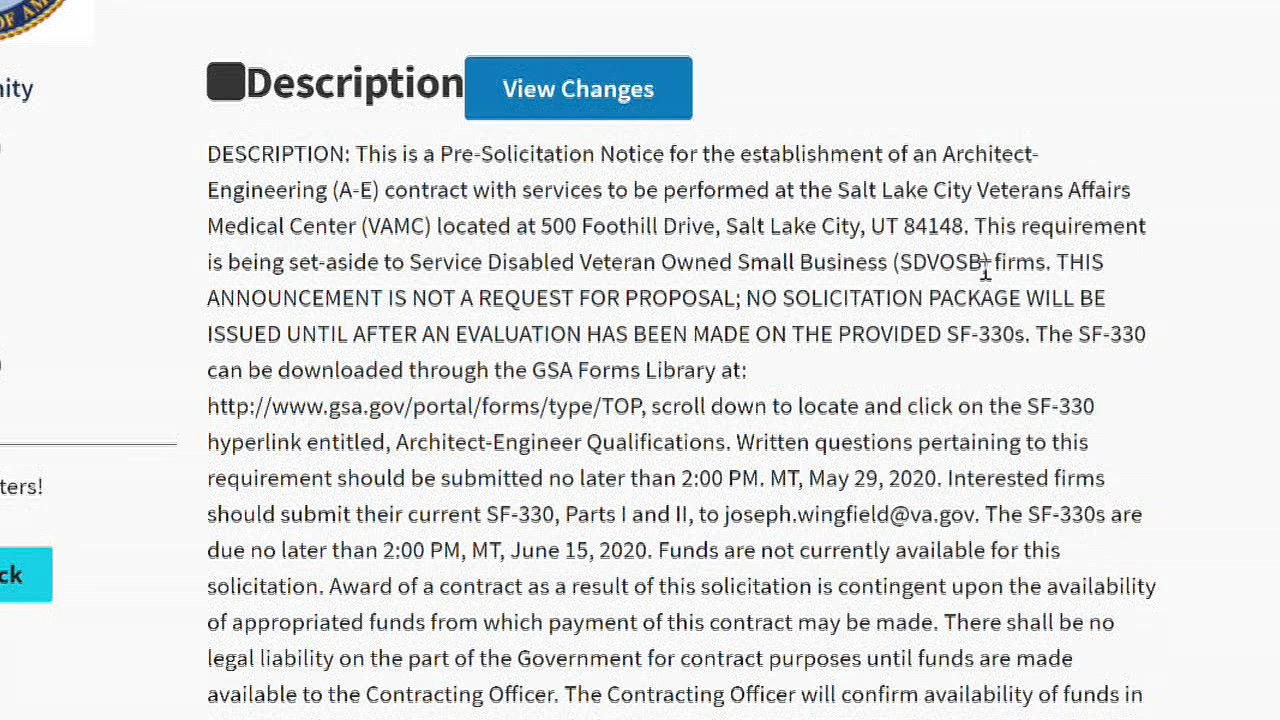 OF AM
nity
Description
View Changes
DESCRIPTION: This is a Pre-Solicitation Notice for the establishment of an Architect-
Engineering (A-E) contract with services to be performed at the Salt Lake City Veterans Affairs
Medical Center (VAMC) located at 500 Foothill Drive, Salt Lake City, UT 84148. This requirement
is being set-aside to Service Disabled Veteran Owned Small Business (SDVOSB) firms. THIS
ANNOUNCEMENT IS NOT A REQUEST FOR PROPOSAL; NO SOLICITATION PACKAGE WILL BE
ISSUED UNTIL AFTER AN EVALUATION HAS BEEN MADE ON THE PROVIDED SF-330s. The SF-330
can be downloaded through the GSA Forms Library at:
http://www.gsa.gov/portal/forms/type/TOP, scroll down to locate and click on the SF-330
hyperlink entitled, Architect-Engineer Qualifications. Written questions pertaining to this
requirement should be submitted no later than 2:00 PM. MT, May 29, 2020. Interested firms
should submit their current SF-330, Parts I and II, to joseph.wingfield@va.gov. The SF-330s are
due no later than 2:00 PM, MT, June 15, 2020. Funds are not currently available for this
solicitation. Award of a contract as a result of this solicitation is contingent upon the availability
of appropriated funds from which payment of this contract may be made. There shall be no
legal liability on the part of the Government for contract purposes until funds are made
available to the Contracting Officer. The Contracting Officer will confirm availability of funds in
ters!
ck